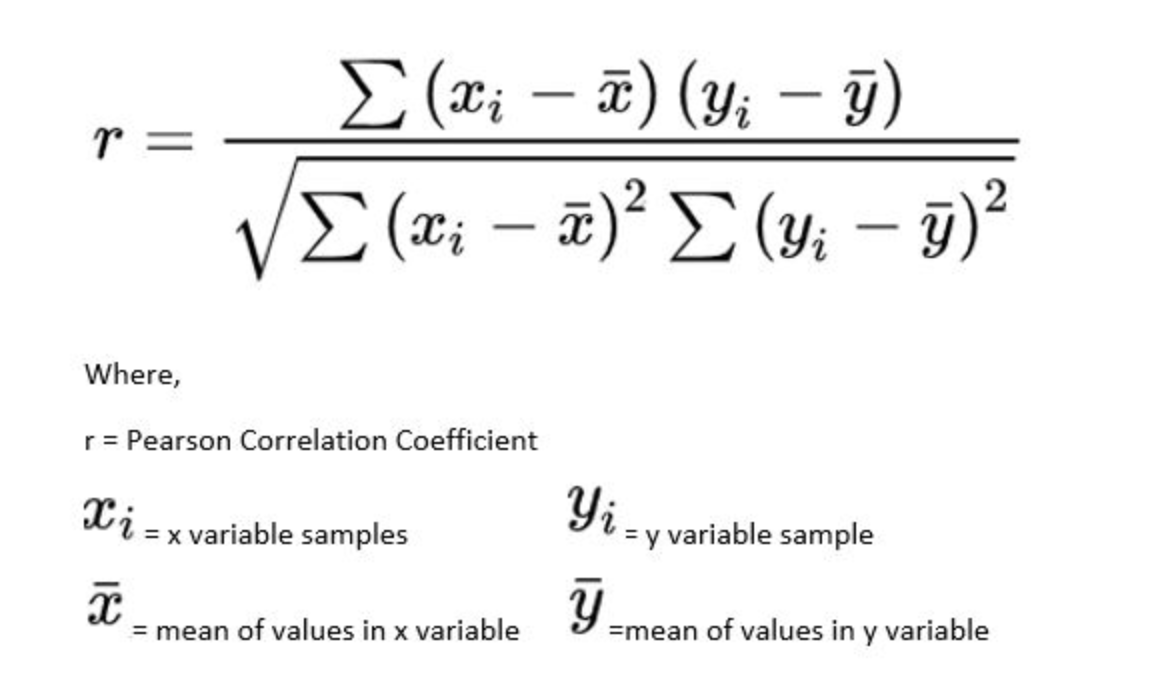 r = ∑ (xᵢ − x̄) (yᵢ − ȳ)
√ ∑ (xᵢ − x̄)² ∑ (yᵢ − ȳ)²
Where,
r = Pearson Correlation Coefficient
xᵢ = x variable samples yᵢ = y variable sample
x̄ = mean of values in x variable ȳ =mean of values in y variable